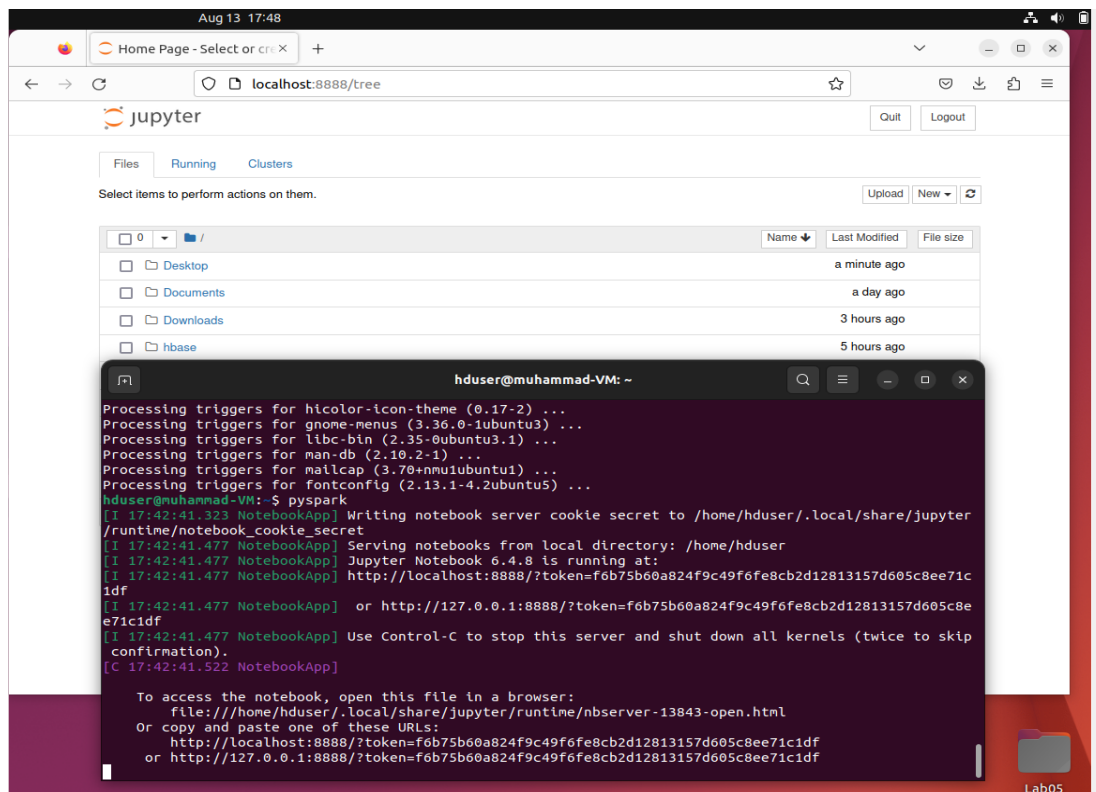 Aug 13 17:48
Home Page - Select or cre
localhost:8888/tree
jupyter
Quit
Logout
Files
Running
Clusters
Select items to perform actions on them.
Upload
New
0
/
Name
Last Modified
File size
Desktop
a minute ago
Documents
a day ago
Downloads
3 hours ago
hbase
5 hours ago
hduser@muhammad-VM: ~
Processing triggers for hicolor-icon-theme (0.17-2) ...
Processing triggers for gnome-menus (3.36.0-1ubuntu3) ...
Processing triggers for libc-bin (2.35-0ubuntu3.1) ...
Processing triggers for man-db (2.10.2-1) ...
Processing triggers for mailcap (3.70+nmu1ubuntu1) ...
Processing triggers for fontconfig (2.13.1-4.2ubuntu5) ...
hduser@muhammad-VM:~$ pyspark
[I 17:42:41.323 NotebookApp] Writing notebook server cookie secret to /home/hduser/.local/share/jupyter
/runtime/notebook_cookie_secret
[I 17:42:41.477 NotebookApp] Serving notebooks from local directory: /home/hduser
[I 17:42:41.477 NotebookApp] Jupyter Notebook 6.4.8 is running at:
[I 17:42:41.477 NotebookApp] http://localhost:8888/?token=f6b75b60a824f9c49f6fe8cb2d12813157d605c8ee71c
1df
[I 17:42:41.477 NotebookApp]  or http://127.0.0.1:8888/?token=f6b75b60a824f9c49f6fe8cb2d12813157d605c8e
e71c1df
[I 17:42:41.477 NotebookApp] Use Control-C to stop this server and shut down all kernels (twice to skip
confirmation).
[C 17:42:41.522 NotebookApp]
To access the notebook, open this file in a browser:
file:///home/hduser/.local/share/jupyter/runtime/nbserver-13843-open.html
Or copy and paste one of these URLs:
http://localhost:8888/?token=f6b75b60a824f9c49f6fe8cb2d12813157d605c8ee71c1df
or http://127.0.0.1:8888/?token=f6b75b60a824f9c49f6fe8cb2d12813157d605c8ee71c1df
Lab05